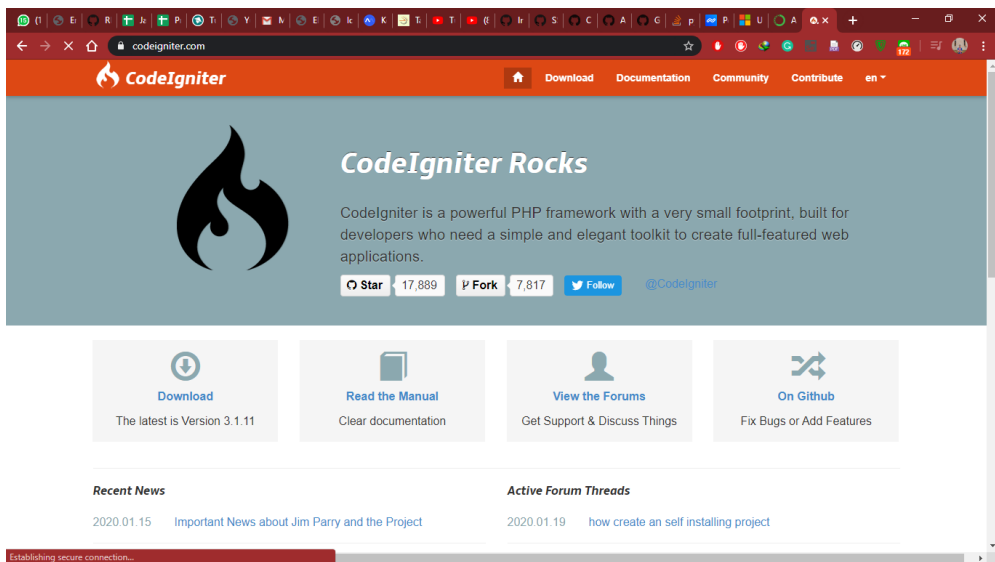 codeigniter.com
172
CodeIgniter
Download
Documentation
Community
Contribute
en
CodeIgniter Rocks
CodeIgniter is a powerful PHP framework with a very small footprint, built for
developers who need a simple and elegant toolkit to create full-featured web
applications.
Star 17,889 Fork 7,817 Follow @CodeIgniter
Download
The latest is Version 3.1.11
Read the Manual
Clear documentation
View the Forums
Get Support & Discuss Things
On Github
Fix Bugs or Add Features
Recent News
2020.01.15 Important News about Jim Parry and the Project
Active Forum Threads
2020.01.19 how create an self installing project
Establishing secure connection...